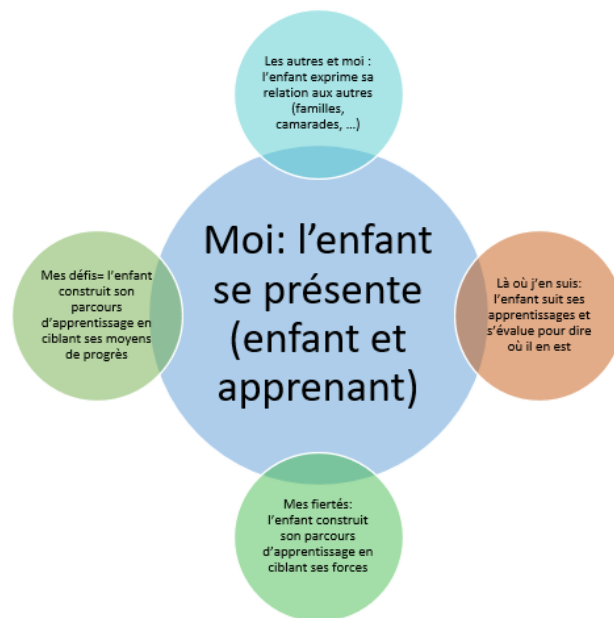 Les autres et moi :
l'enfant exprime sa
relation aux autres
(familles,
camarades, ...)
Moi: l'enfant
se présente
(enfant et
apprenant)
Mes défis= l'enfant
construit son
parcours
d'apprentissage en
ciblant ses moyens
de progrès
Là où j'en suis:
l'enfant suit ses
apprentissages et
s'évalue pour dire
où il en est
Mes fiertés:
l'enfant construit
son parcours
d'apprentissage en
ciblant ses forces